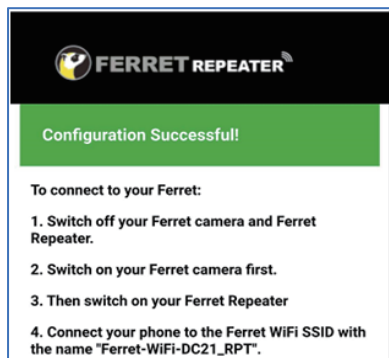 FERRET REPEATER
Configuration Successful!
To connect to your Ferret:
1. Switch off your Ferret camera and Ferret
Repeater.
2. Switch on your Ferret camera first.
3. Then switch on your Ferret Repeater
4. Connect your phone to the Ferret WiFi SSID with
the name "Ferret-WiFi-DC21_RPT".